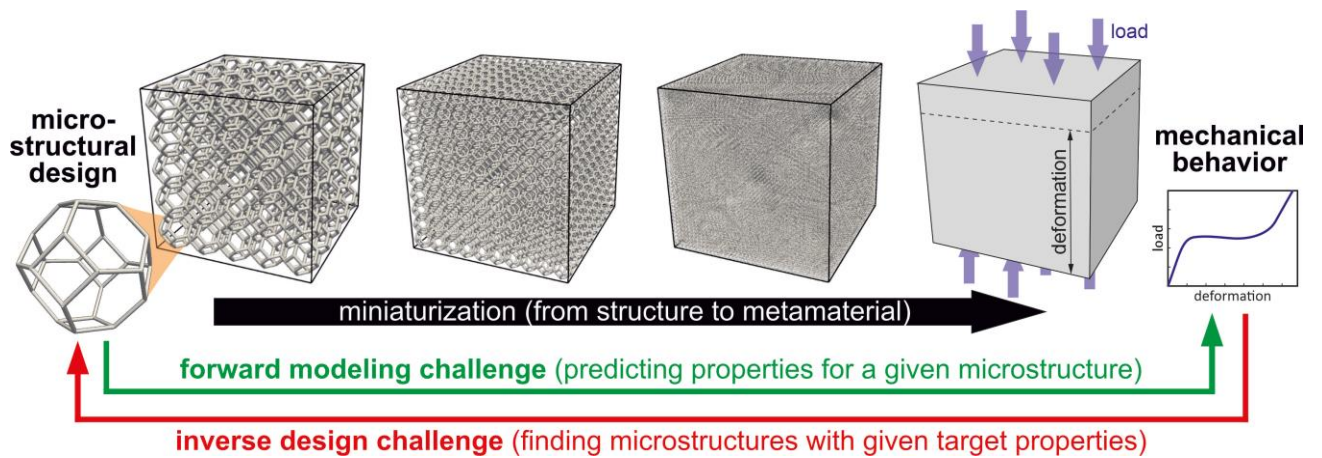 micro-
structural
design
load
deformation
mechanical
behavior
load
deformation
miniaturization (from structure to metamaterial)
forward modeling challenge (predicting properties for a given microstructure)
inverse design challenge (finding microstructures with given target properties)